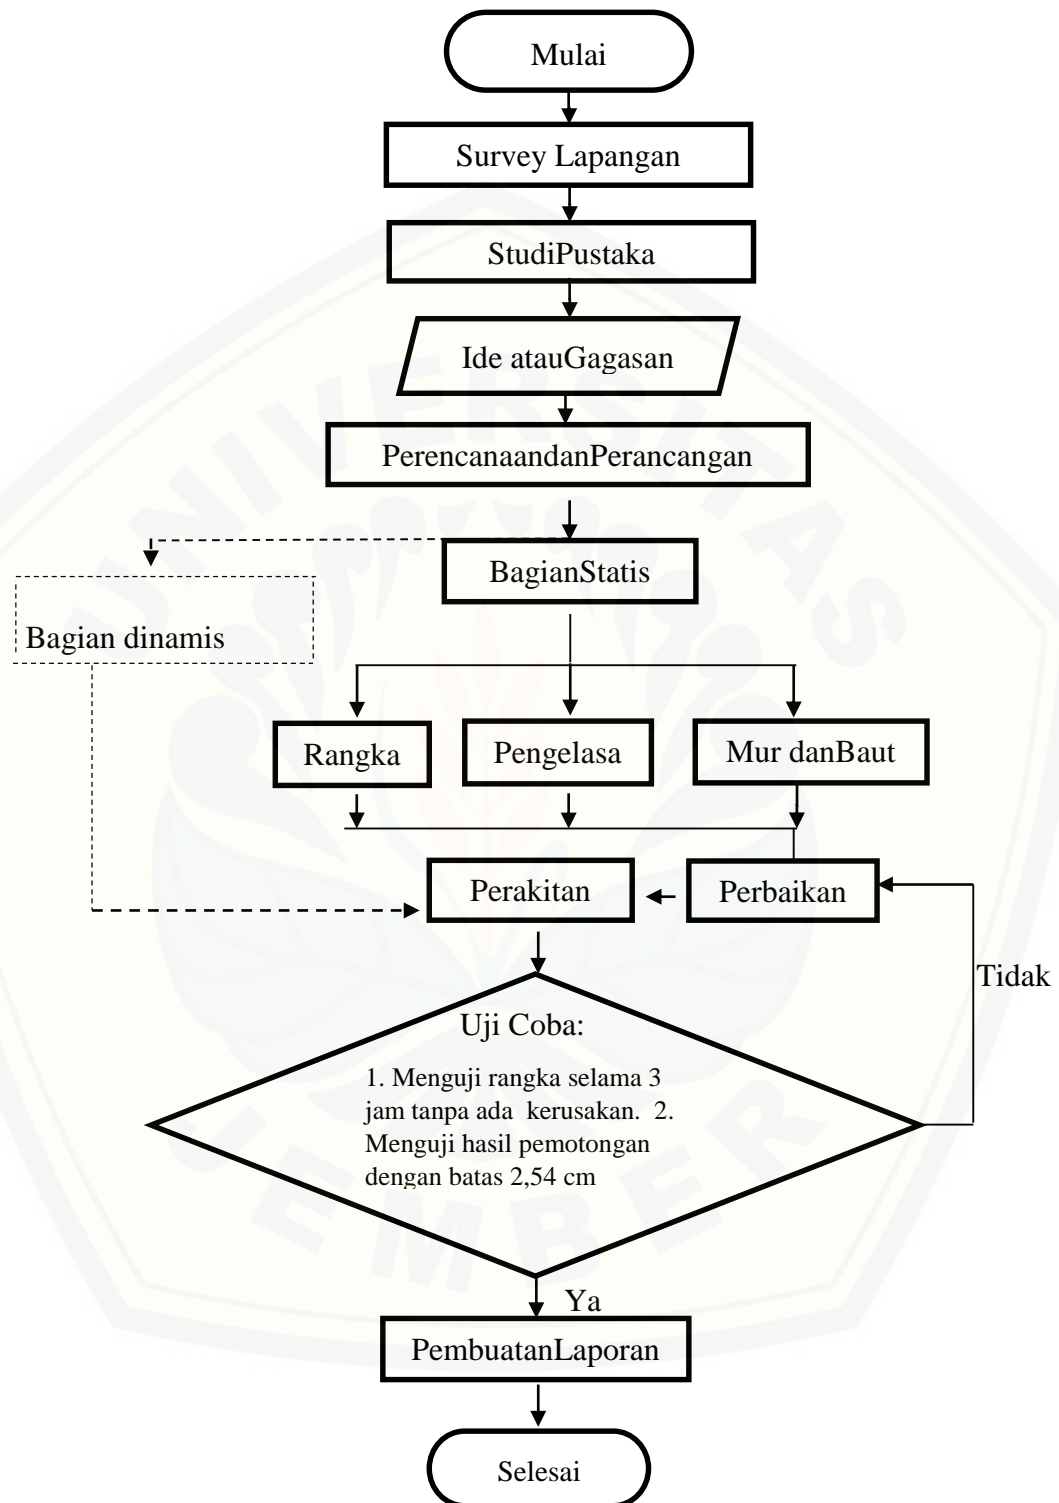 Mulai
Survey Lapangan
StudiPustaka
Ide atauGagasan
PerencanaandanPerancangan
BagianStatis
Bagian dinamis
Rangka
Pengelasa
Mur danBaut
Perakitan
Perbaikan
Tidak
Uji Coba:
1. Menguji rangka selama 3
jam tanpa ada kerusakan. 2.
Menguji hasil pemotongan
dengan batas 2,54 cm
Ya
PembuatanLaporan
Selesai
UNIVERSITAS
JEMBER